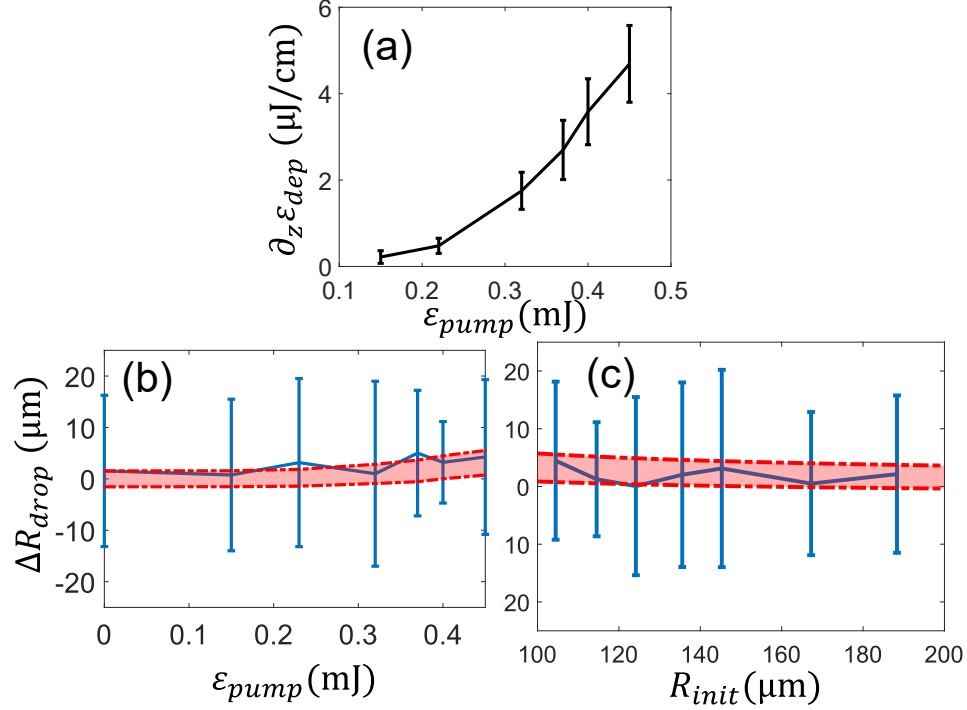 (a)
∂zεdep (μJ/cm)
6
4
2
0
0.1 0.2 0.3 0.4 0.5
εpump(mJ)
(b)
ΔRdrop (μm)
20
10
0
-10
-20
0 0.1 0.2 0.3 0.4
εpump(mJ)
(c)
20
10
0
10
20
100 120 140 160 180 200
Rinit(μm)